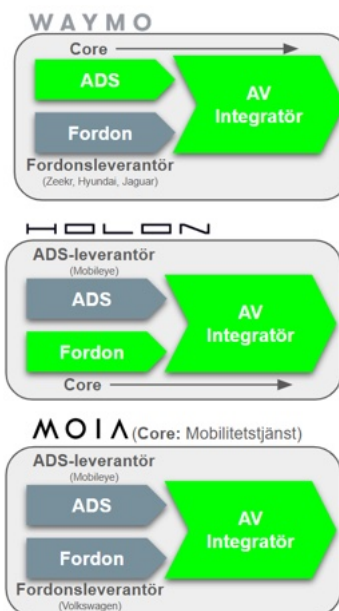 WAYMO
Core
ADS
AV
Integratör
Fordon
Fordonsleverantör
(Zeekr, Hyundai, Jaguar)
HOLON
ADS-leverantör
(Mobileye)
ADS
AV
Integratör
Fordon
Core
MOIA (Core: Mobilitetstjänst)
ADS-leverantör
(Mobileye)
ADS
AV
Integratör
Fordon
Fordonsleverantör
(Volkswagen)